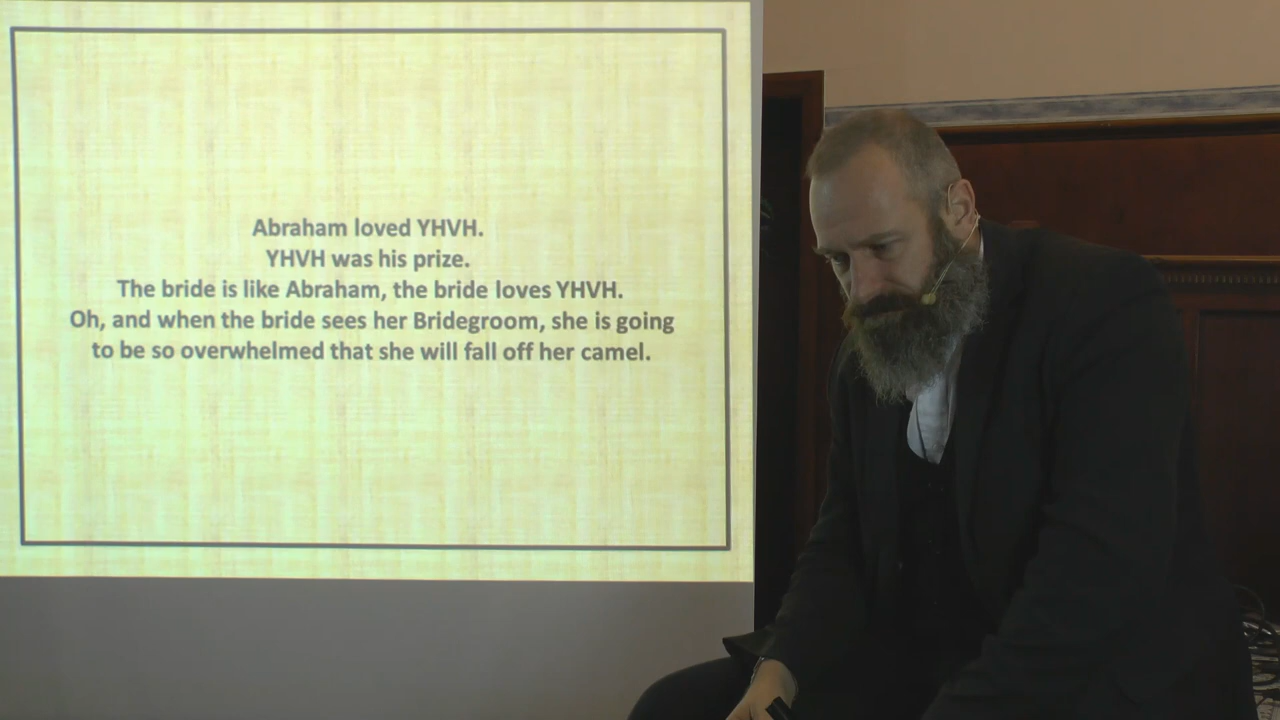 Abraham loved YHVH.
YHVH was his prize.
The bride is like Abraham, the bride loves YHVH.
Oh, and when the bride sees her Bridegroom, she is going
to be so overwhelmed that she will fall off her camel.